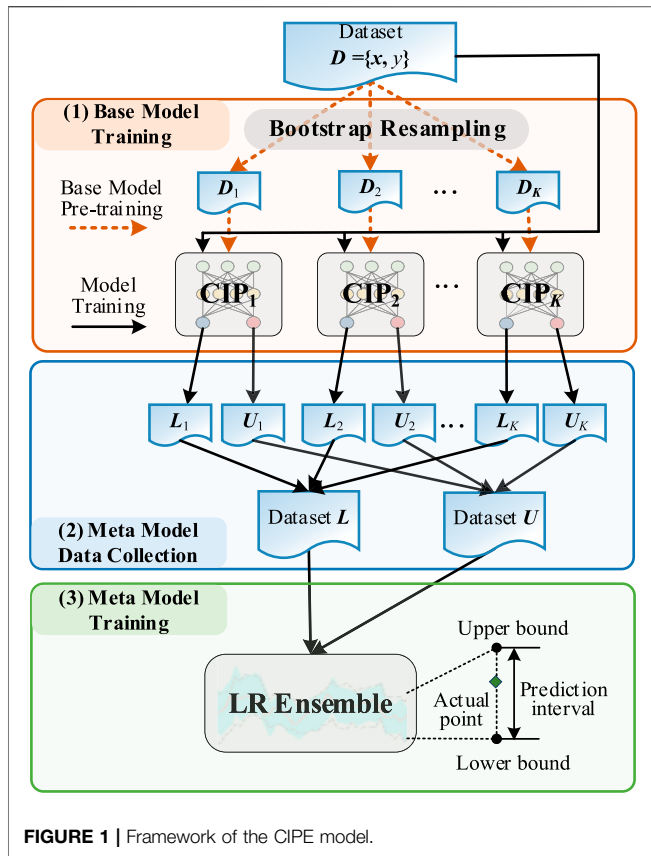 Dataset
D ={x, y}
(1) Base Model
Training
Bootstrap Resampling
Base Model
Pre-training
D1 D2 ... DK
Model
Training
CIP1 CIP2 ... CIPK
L1 U1 L2 U2 ... LK UK
Dataset L Dataset U
(2) Meta Model
Data Collection
(3) Meta Model
Training
LR Ensemble
Upper bound
Actual
point
Prediction
interval
Lower bound
FIGURE 1 | Framework of the CIPE model.